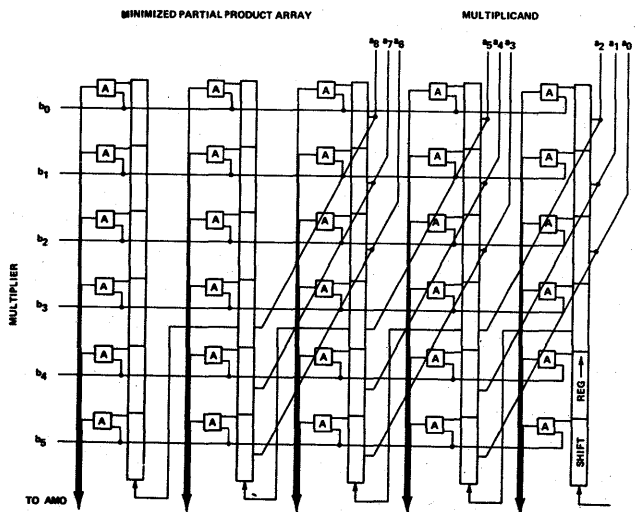 MINIMIZED PARTIAL PRODUCT ARRAY
MULTIPLICAND
a8 a7 a6
a5 a4 a3
a2 a1 a0
MULTIPLIER
b0
A A A A A
b1
A A A A A
b2
A A A A A
b3
A A A A A
b4
A A A A A
REG
b5
A A A A A
SHIFT
TO AMO